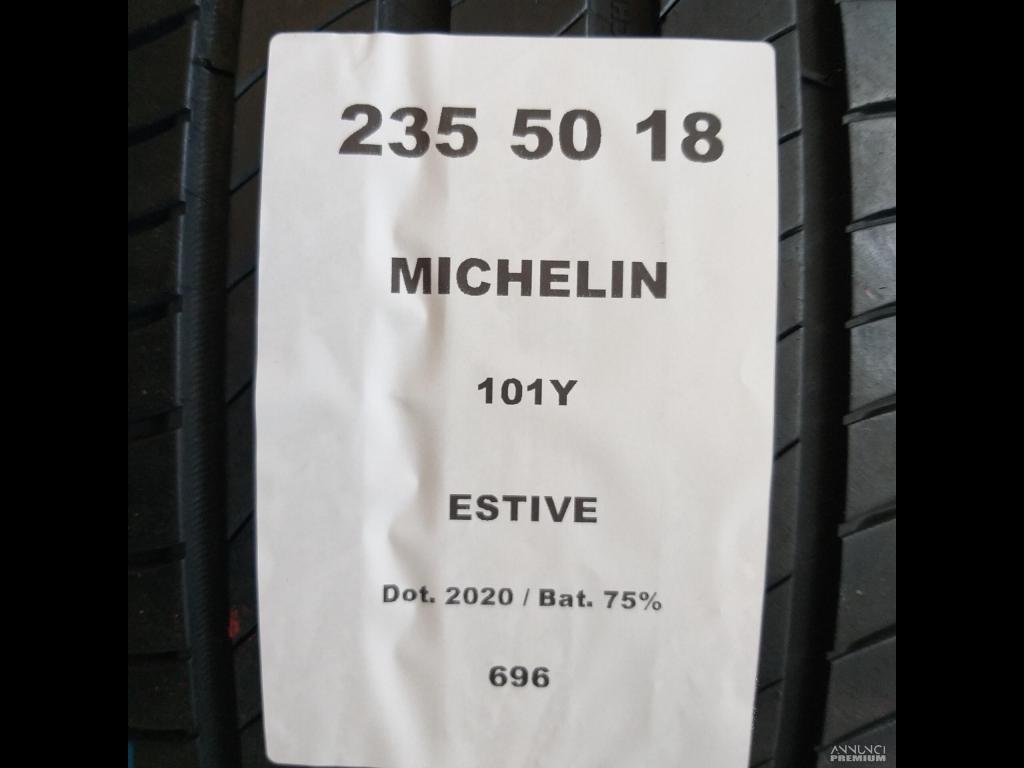 235 50 18
MICHELIN
101Y
ESTIVE
Dot. 2020 / Bat. 75%
696
ANNUNCI
PREMIUM